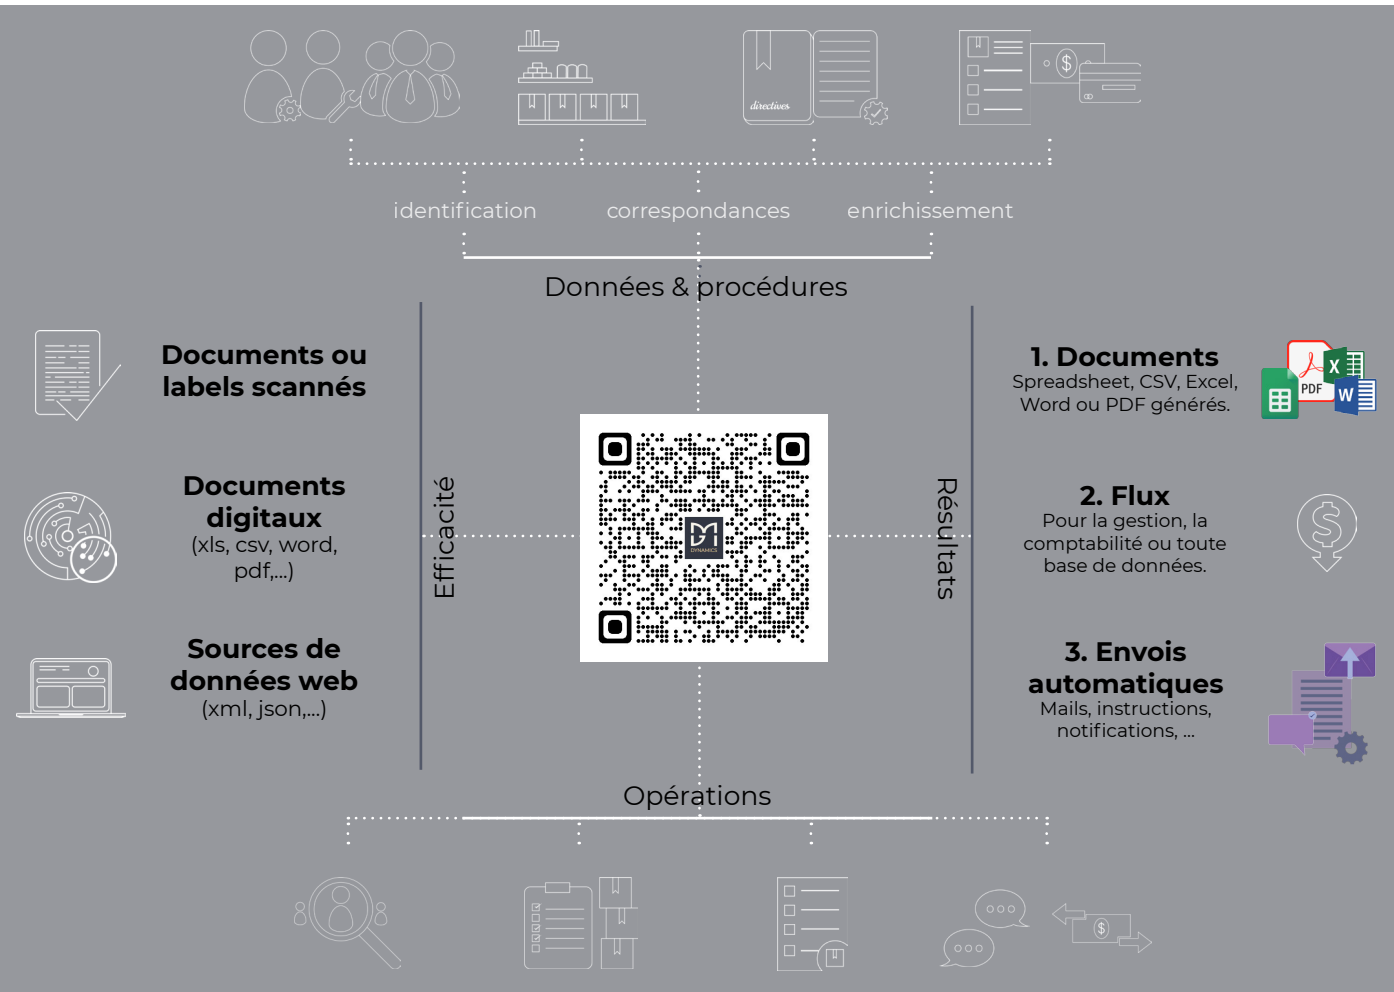 directives
identification
correspondances
enrichissement
Données & procédures
Documents ou
labels scannés
Documents
digitaux
(xls, csv, word,
pdf,...)
Sources de
données web
(xml, json,...)
Efficacité
DYNAMICS
Résultats
1. Documents
Spreadsheet, CSV, Excel,
Word ou PDF générés.
PDF
X
W
2. Flux
Pour la gestion, la
comptabilité ou toute
base de données.
3. Envois
automatiques
Mails, instructions,
notifications, ...
Opérations